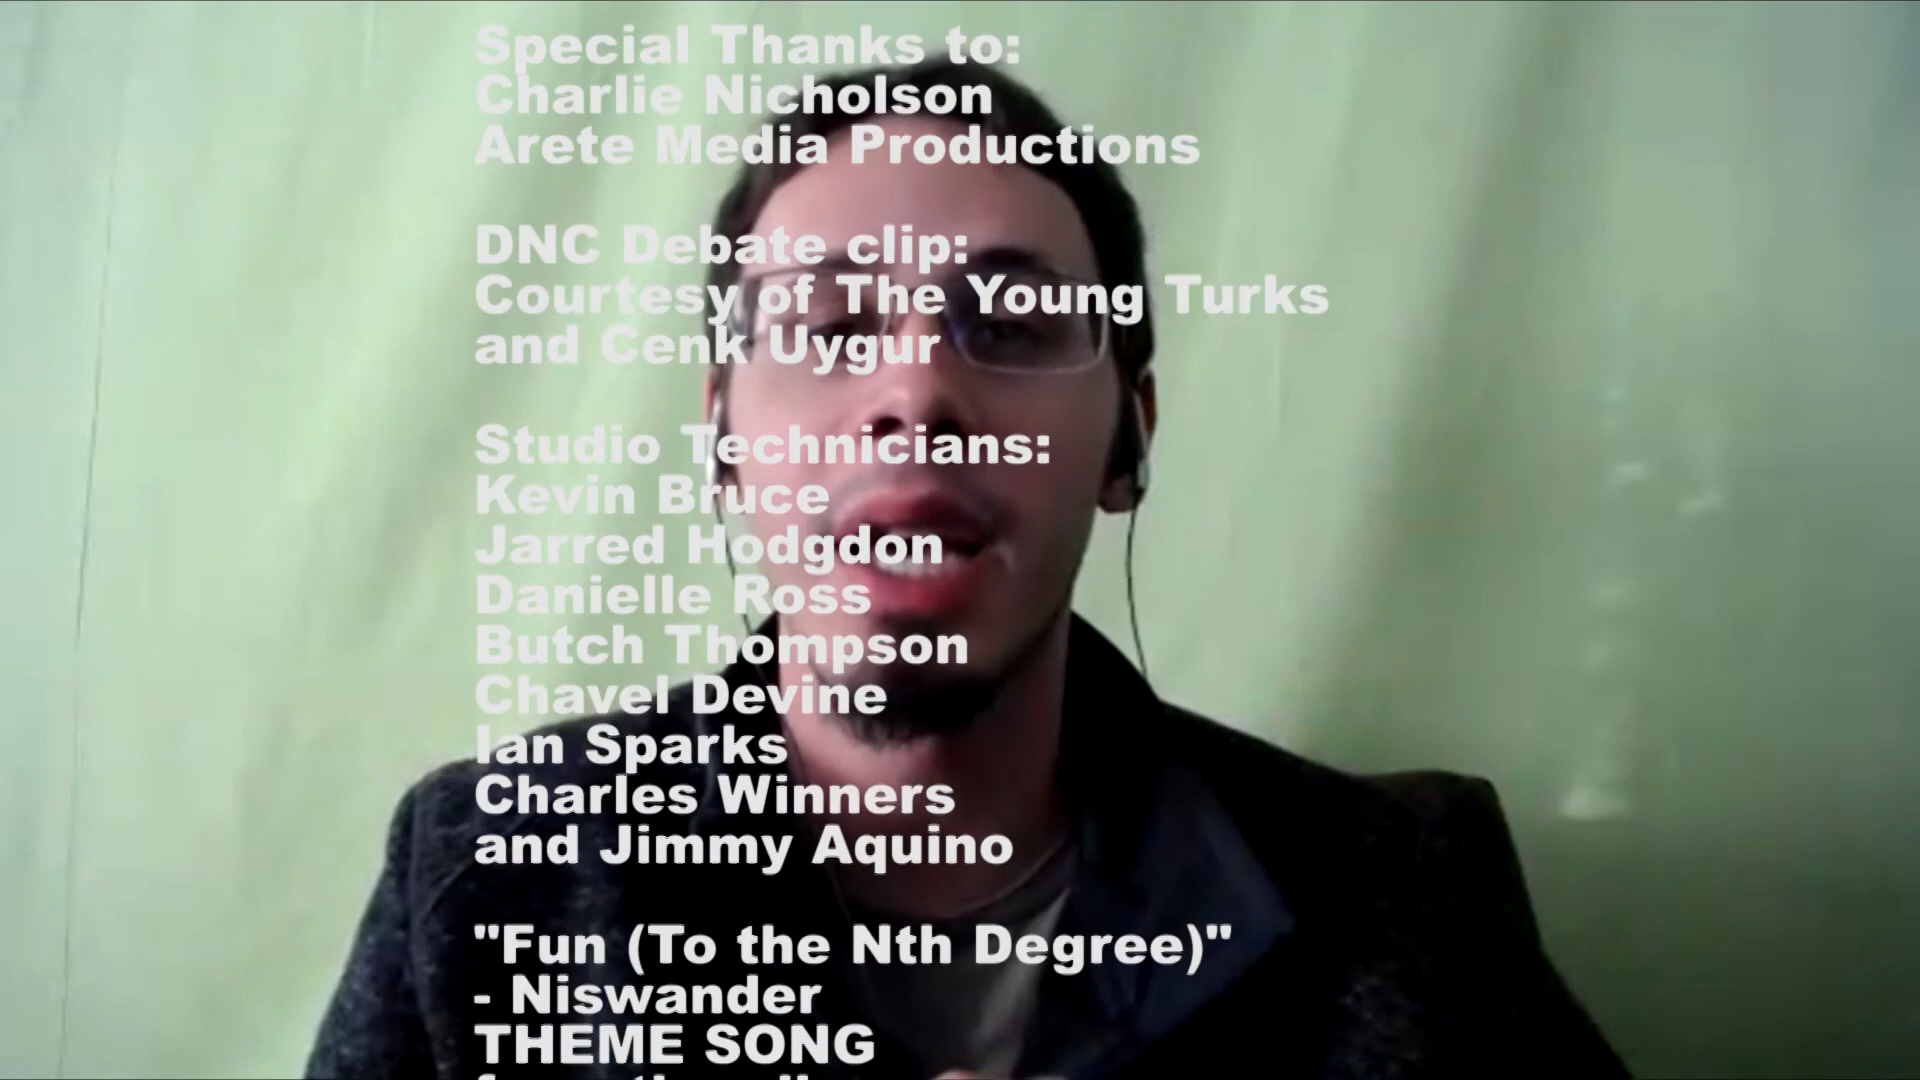 Special Thanks to:
Charlie Nicholson
Arete Media Productions
DNC Debate clip:
Courtesy of The Young Turks
and Cenk Uygur
Studio Technicians:
Kevin Bruce
Jarred Hodgdon
Danielle Ross
Butch Thompson
Chavel Devine
Ian Sparks
Charles Winners
and Jimmy Aquino
"Fun (To the Nth Degree)"
- Niswander
THEME SONG